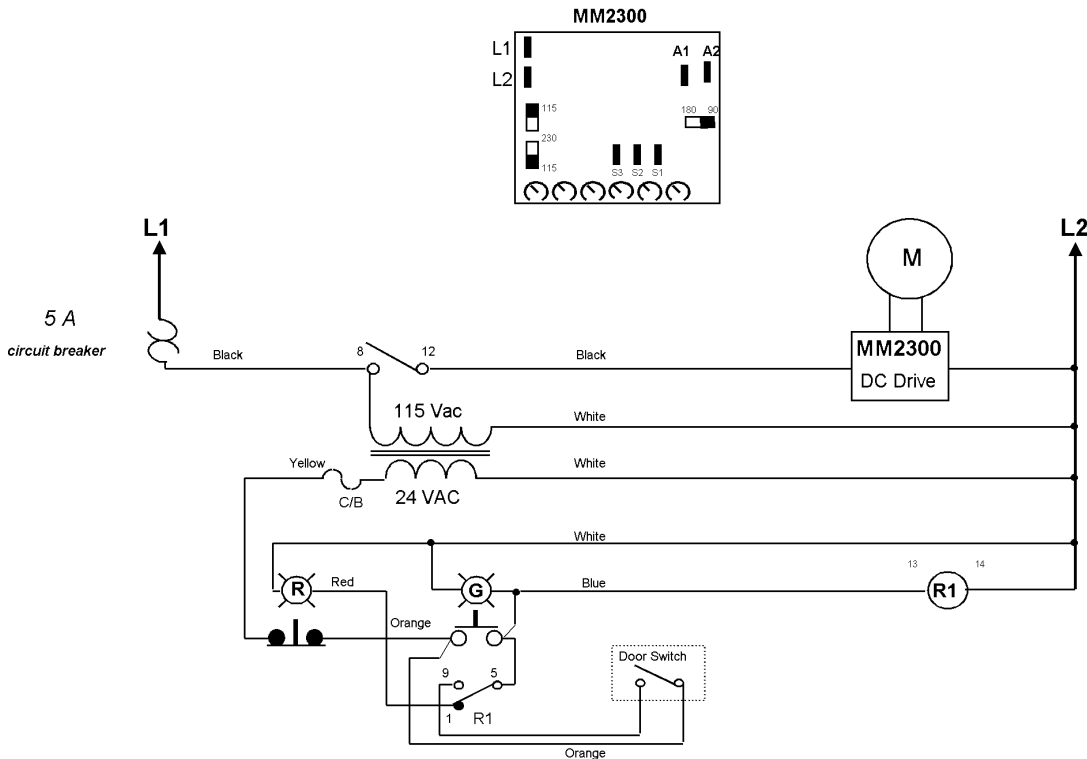 MM2300
L1
A1 A2
L2
115
180 90
230
115
S3 S2 S1
L1
L2
M
5 A
circuit breaker
Black
8
12
Black
MM2300
DC Drive
115 Vac
White
Yellow
White
C/B
24 VAC
White
13
14
R
Red
G
Blue
R1
Orange
Door Switch
9
5
1
R1
Orange